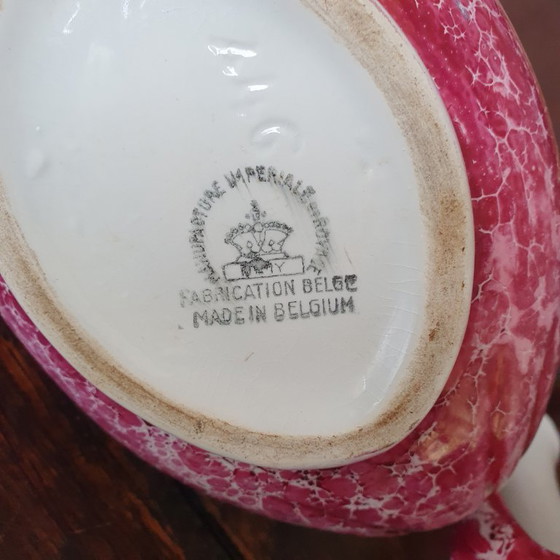 MANUFACTURE IMPERIALE & ROYALE
NIMY
FABRICATION BELGE
MADE IN BELGIUM